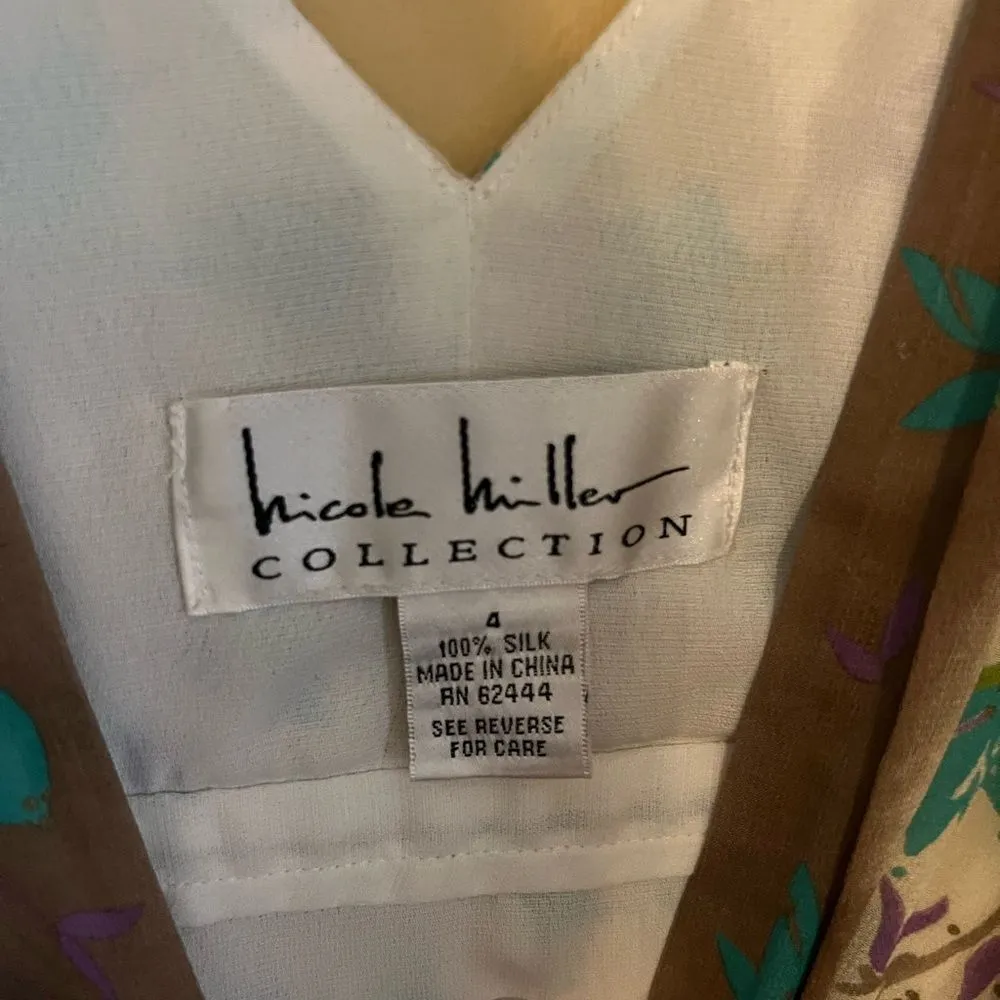 nicole miller
COLLECTION
4
100% SILK
MADE IN CHINA
RN 62444
SEE REVERSE
FOR CARE